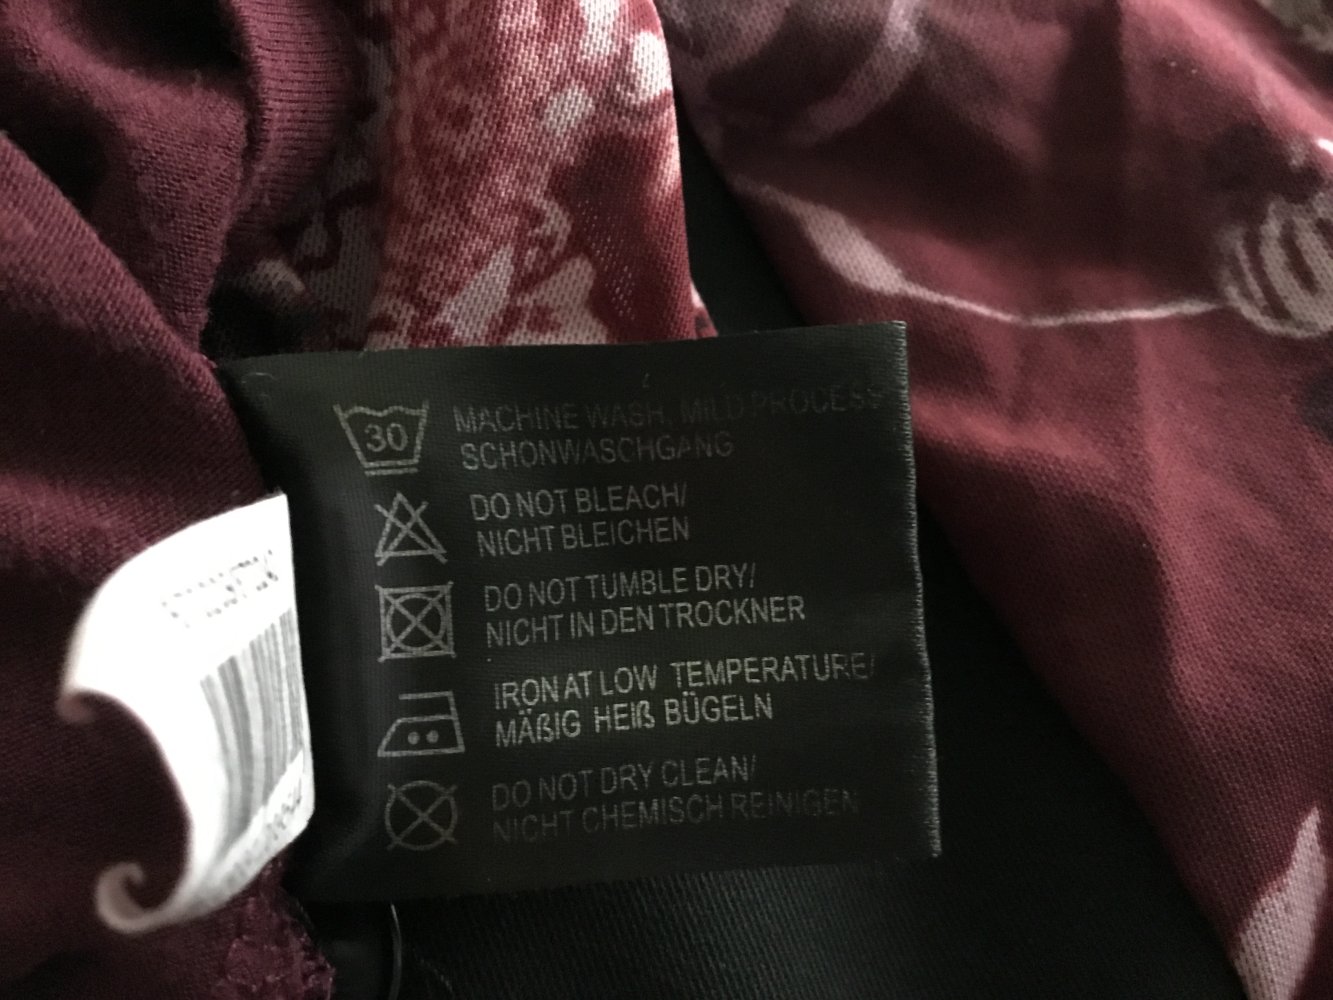 30
MACHINE WASH, MILD PROCESS
SCHONWASCHGANG
DO NOT BLEACH/
NICHT BLEICHEN
DO NOT TUMBLE DRY/
NICHT IN DEN TROCKNER
IRON AT LOW TEMPERATURE/
MÄßIG HEIß BÜGELN
DO NOT DRY CLEAN/
NICHT CHEMISCH REINIGEN